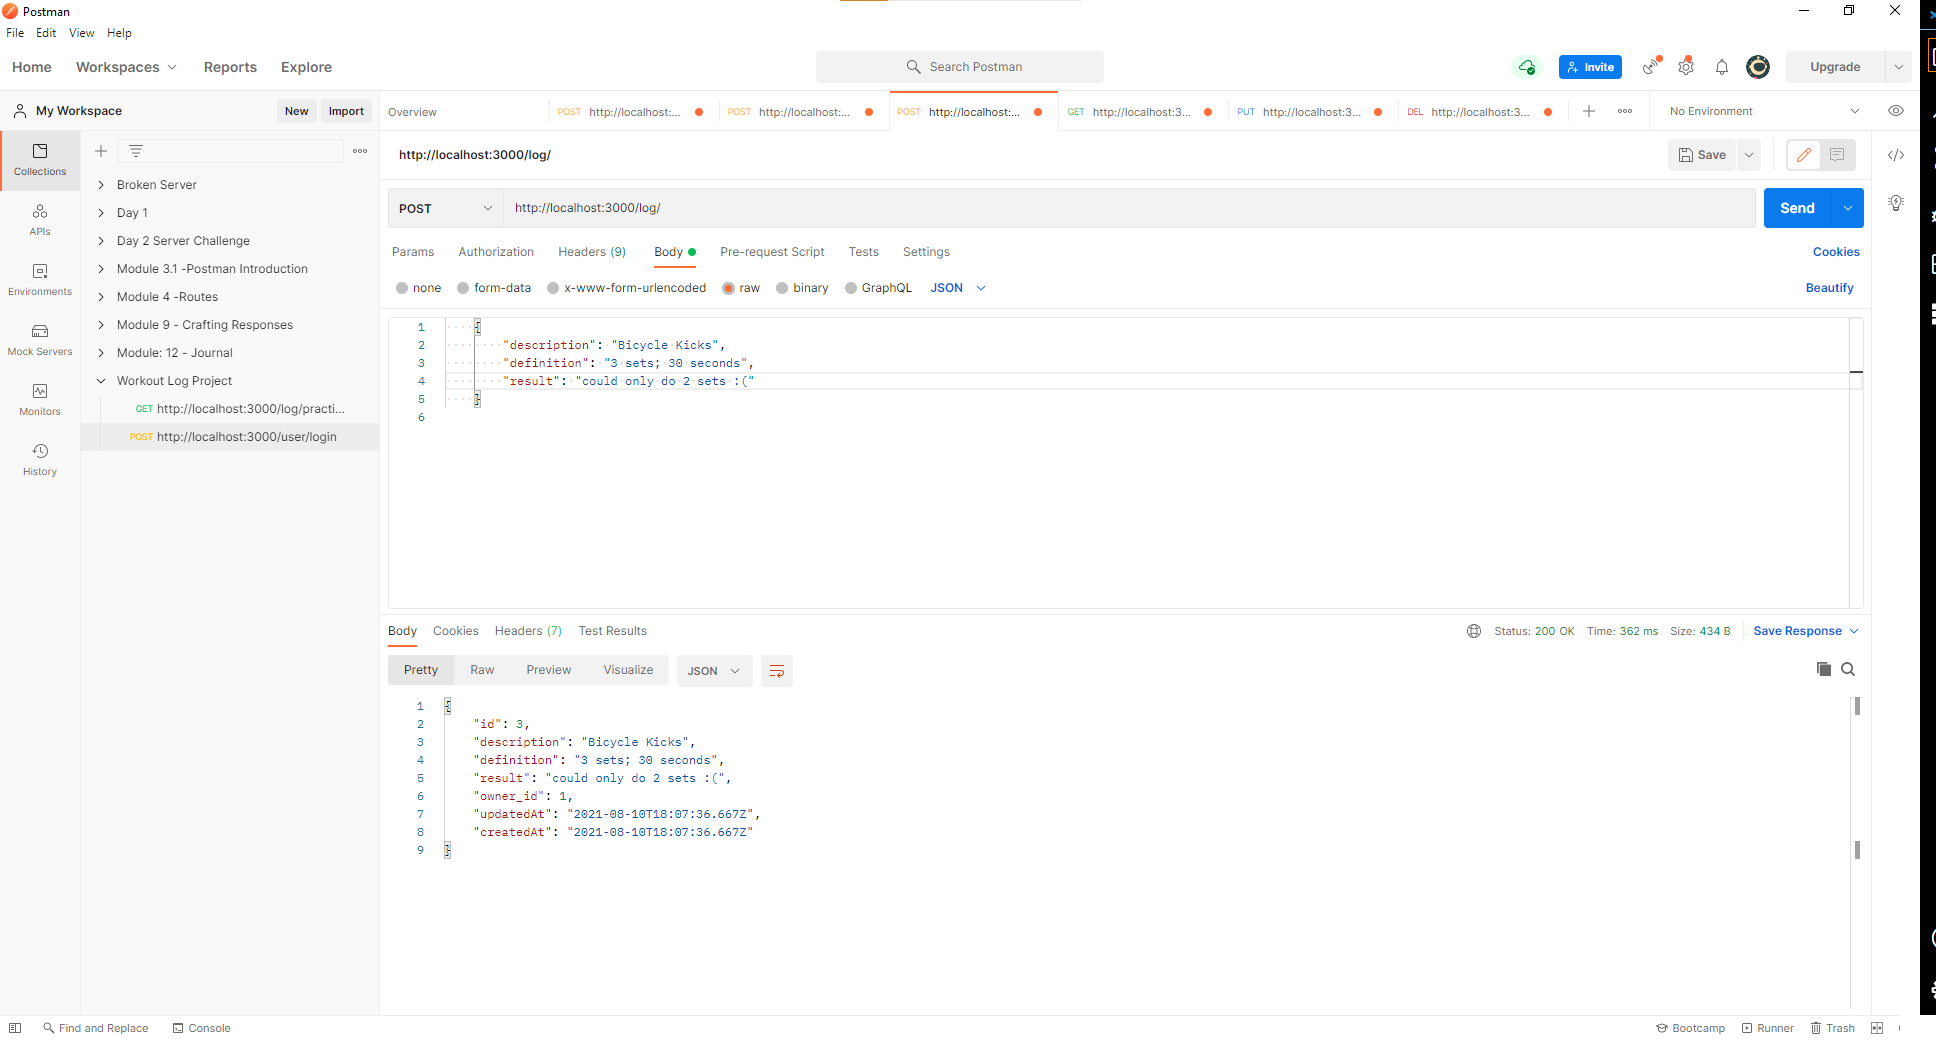 Postman
File Edit View Help
Home Workspaces Reports Explore
Search Postman
Invite
Upgrade
My Workspace
New Import
Overview
POST http://localhost:...
POST http://localhost:...
POST http://localhost:...
GET http://localhost:3...
PUT http://localhost:3...
DEL http://localhost:3...
No Environment
Collections
APIs
Environments
Mock Servers
Monitors
History
Broken Server
Day 1
Day 2 Server Challenge
Module 3.1 -Postman Introduction
Module 4 -Routes
Module 9 - Crafting Responses
Module: 12 - Journal
Workout Log Project
GET http://localhost:3000/log/practi...
POST http://localhost:3000/user/login
http://localhost:3000/log/
Save
POST http://localhost:3000/log/
Send
Params Authorization Headers (9) Body Pre-request Script Tests Settings
Cookies
none form-data x-www-form-urlencoded raw binary GraphQL JSON
Beautify
1 {
2 "description": "Bicycle Kicks",
3 "definition": "3 sets; 30 seconds",
4 "result": "could only do 2 sets :("
5 }
6
Body Cookies Headers (7) Test Results
Status: 200 OK Time: 362 ms Size: 434 B Save Response
Pretty Raw Preview Visualize JSON
1 {
2 "id": 3,
3 "description": "Bicycle Kicks",
4 "definition": "3 sets; 30 seconds",
5 "result": "could only do 2 sets :(",
6 "owner_id": 1,
7 "updatedAt": "2021-08-10T18:07:36.667Z",
8 "createdAt": "2021-08-10T18:07:36.667Z"
9 }
Find and Replace Console
Bootcamp Runner Trash